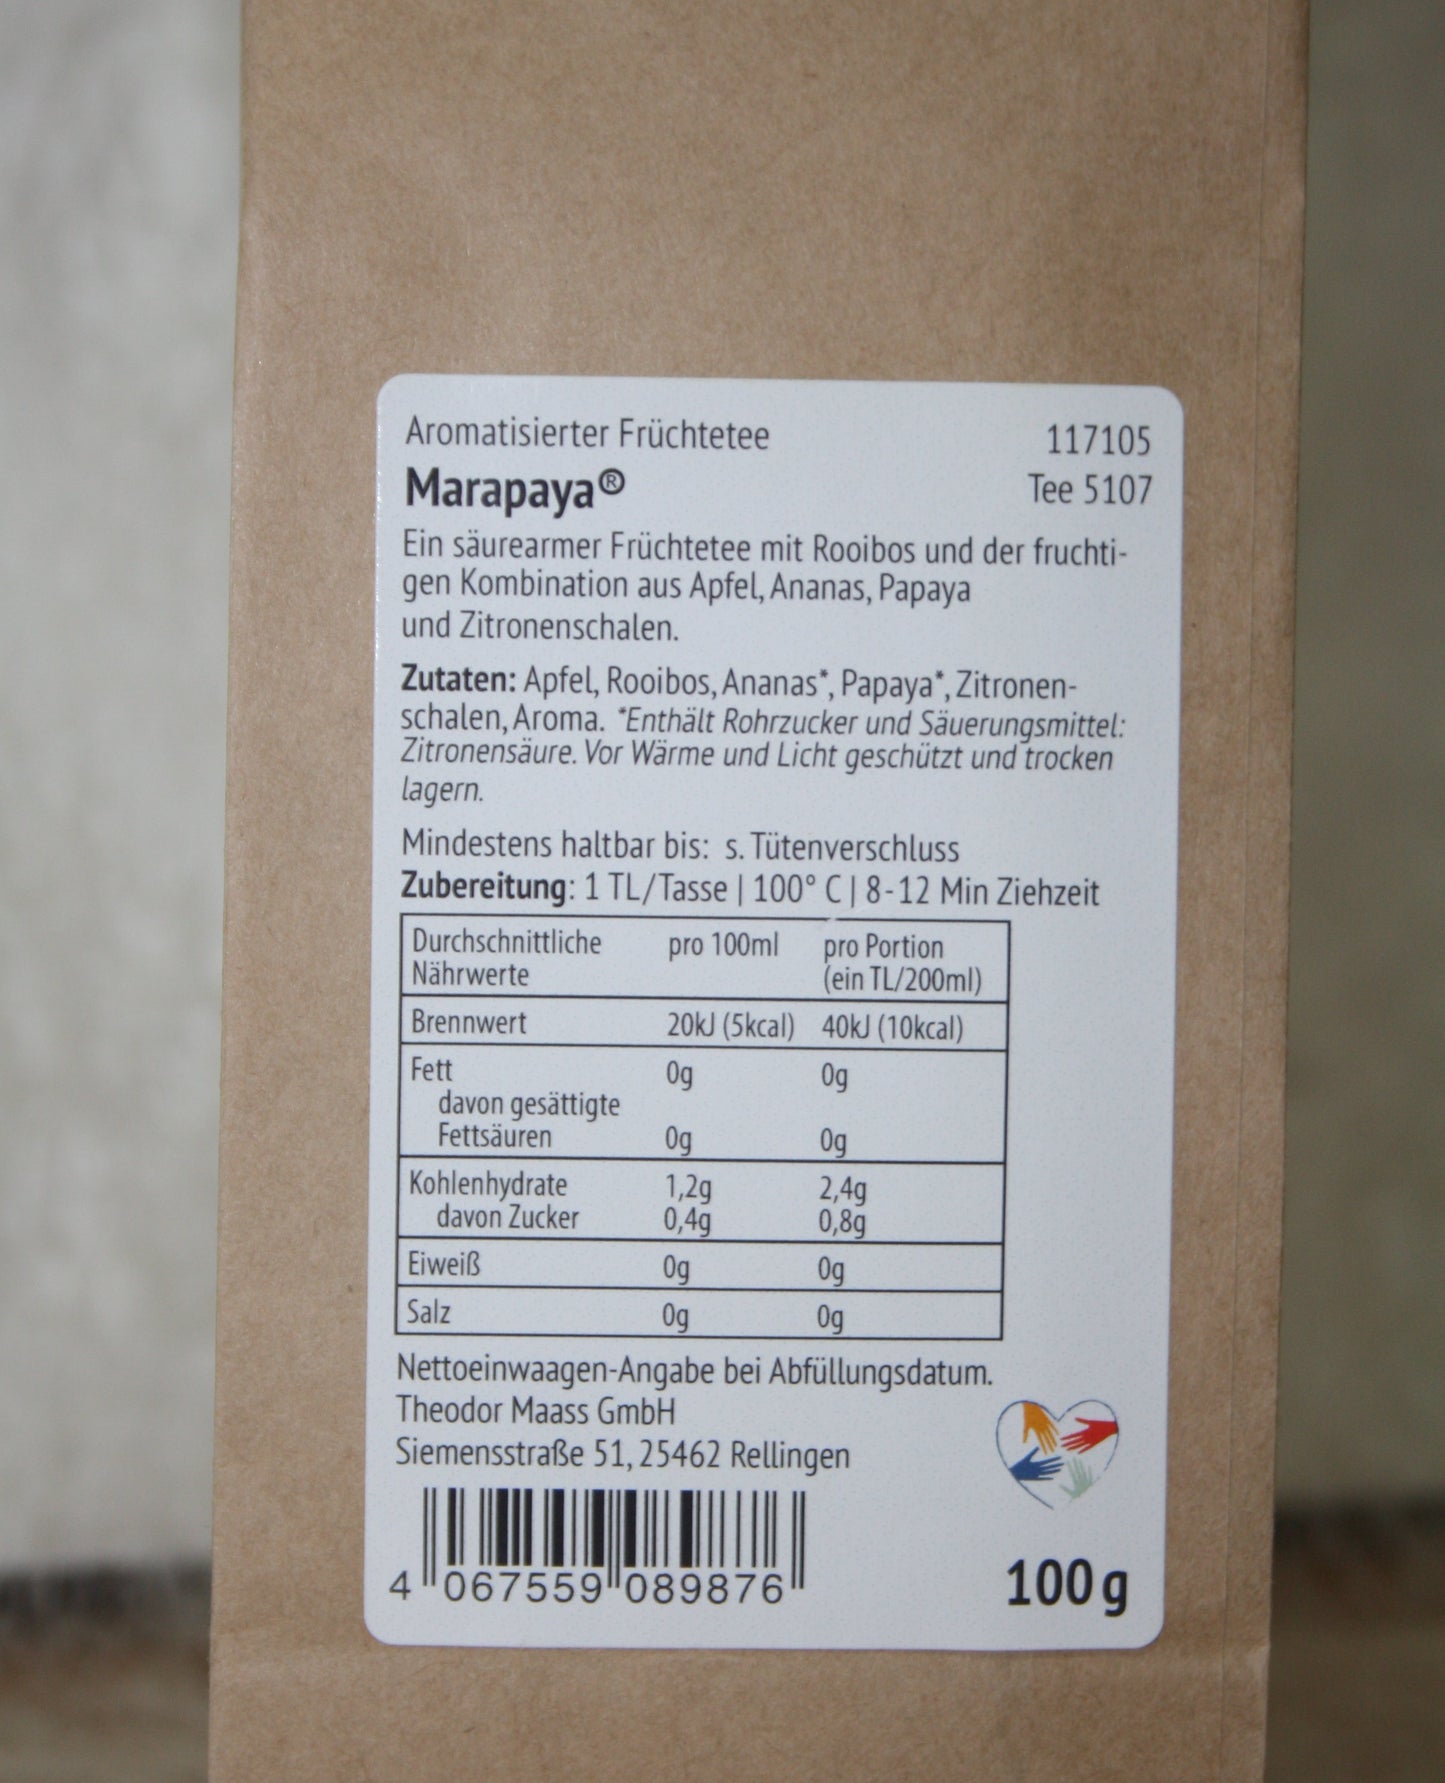 Aromatisierter Früchtetee 117105
Marapaya® Tee 5107
Ein säurearmer Früchtetee mit Rooibos und der fruchti-
gen Kombination aus Apfel, Ananas, Papaya
und Zitronenschalen.
Zutaten: Apfel, Rooibos, Ananas*, Papaya*, Zitronen-
schalen, Aroma. *Enthält Rohrzucker und Säuerungsmittel:
Zitronensäure. Vor Wärme und Licht geschützt und trocken
lagern.
Mindestens haltbar bis: s. Tütenverschluss
Zubereitung: 1 TL/Tasse | 100° C | 8-12 Min Ziehzeit
Durchschnittliche pro 100ml pro Portion
Nährwerte (ein TL/200ml)
Brennwert 20kJ (5kcal) 40kJ (10kcal)
Fett 0g 0g
davon gesättigte
Fettsäuren 0g 0g
Kohlenhydrate 1,2g 2,4g
davon Zucker 0,4g 0,8g
Eiweiß 0g 0g
Salz 0g 0g
Nettoeinwaagen-Angabe bei Abfüllungsdatum.
Theodor Maass GmbH
Siemensstraße 51, 25462 Rellingen
4 067559 089876
100 g